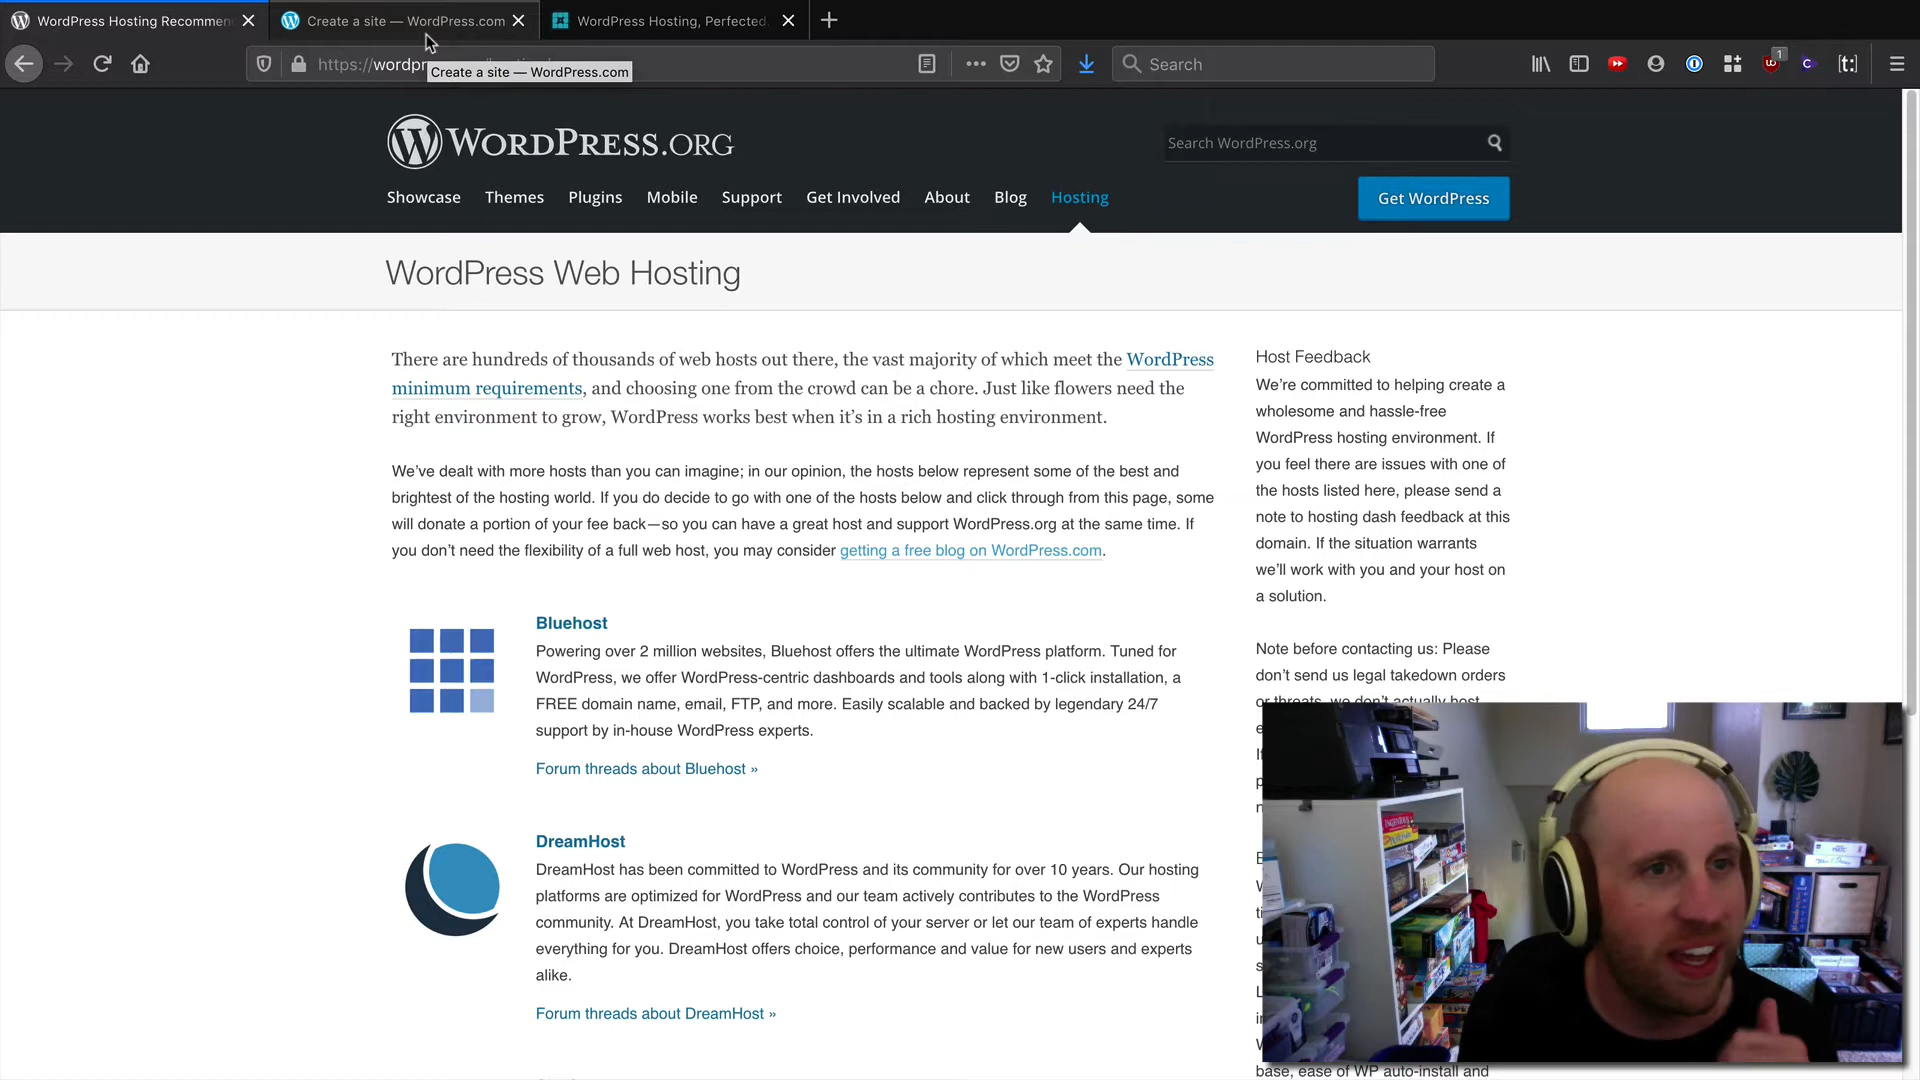 WordPress Hosting Recommen
Create a site — WordPress.com
WordPress Hosting, Perfected.
https://wordpr
Create a site — WordPress.com
Search
1
WORDPRESS.ORG
Search WordPress.org
Showcase Themes Plugins Mobile Support Get Involved About Blog Hosting
Get WordPress
WordPress Web Hosting
There are hundreds of thousands of web hosts out there, the vast majority of which meet the WordPress
minimum requirements, and choosing one from the crowd can be a chore. Just like flowers need the
right environment to grow, WordPress works best when it’s in a rich hosting environment.
We’ve dealt with more hosts than you can imagine; in our opinion, the hosts below represent some of the best and
brightest of the hosting world. If you do decide to go with one of the hosts below and click through from this page, some
will donate a portion of your fee back—so you can have a great host and support WordPress.org at the same time. If
you don’t need the flexibility of a full web host, you may consider getting a free blog on WordPress.com.
Bluehost
Powering over 2 million websites, Bluehost offers the ultimate WordPress platform. Tuned for
WordPress, we offer WordPress-centric dashboards and tools along with 1-click installation, a
FREE domain name, email, FTP, and more. Easily scalable and backed by legendary 24/7
support by in-house WordPress experts.
Forum threads about Bluehost »
DreamHost
DreamHost has been committed to WordPress and its community for over 10 years. Our hosting
platforms are optimized for WordPress and our team actively contributes to the WordPress
community. At DreamHost, you take total control of your server or let our team of experts handle
everything for you. DreamHost offers choice, performance and value for new users and experts
alike.
Forum threads about DreamHost »
Host Feedback
We’re committed to helping create a
wholesome and hassle-free
WordPress hosting environment. If
you feel there are issues with one of
the hosts listed here, please send a
note to hosting dash feedback at this
domain. If the situation warrants
we’ll work with you and your host on
a solution.
Note before contacting us: Please
don’t send us legal takedown orders
or threats, we don’t actually host
base, ease of WP auto-install and